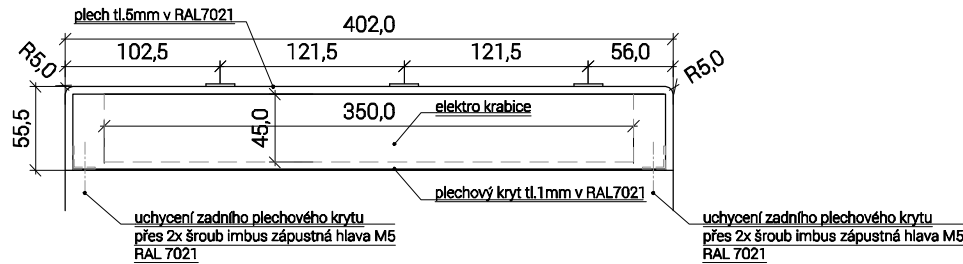 plech tl.5mm v RAL7021
402,0
R5,0
102,5
121,5
121,5
56,0
R5,0
55,5
45,0
350,0
elektro krabice
plechový kryt tl.1mm v RAL7021
uchycení zadního plechového krytu
přes 2x šroub imbus zápustná hlava M5
RAL 7021
uchycení zadního plechového krytu
přes 2x šroub imbus zápustná hlava M5
RAL 7021